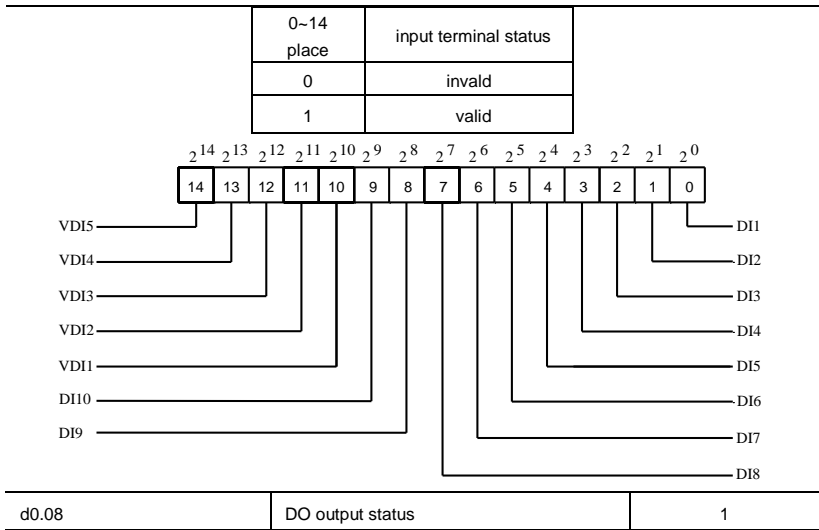 0~14 place input terminal status
0 invald
1 valid
2^14 2^13 2^12 2^11 2^10 2^9 2^8 2^7 2^6 2^5 2^4 2^3 2^2 2^1 2^0
14 13 12 11 10 9 8 7 6 5 4 3 2 1 0
VDI5 DI1
VDI4 DI2
VDI3 DI3
VDI2 DI4
VDI1 DI5
DI10 DI6
DI9 DI7
DI8
d0.08 DO output status 1